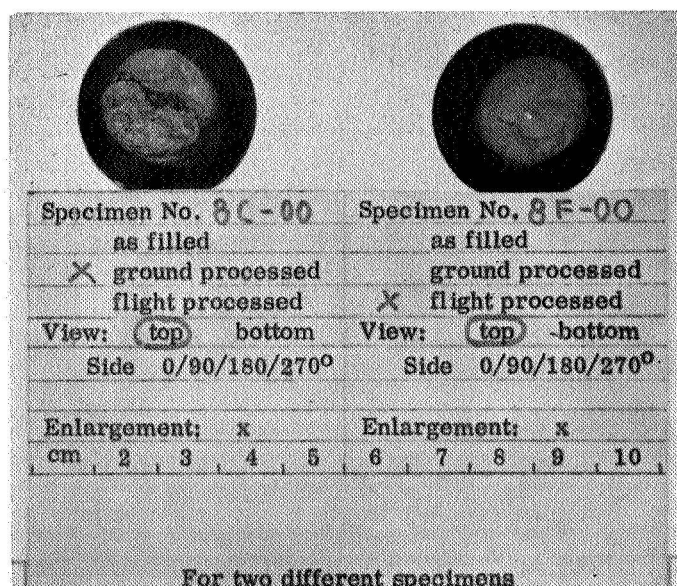 Specimen No. 8C-00
as filled
X ground processed
flight processed
View: top bottom
Side 0/90/180/270°
Enlargement: x
Specimen No. 8F-00
as filled
ground processed
X flight processed
View: top -bottom
Side 0/90/180/270°
Enlargement: x
cm 2 3 4 5 6 7 8 9 10
For two different specimens